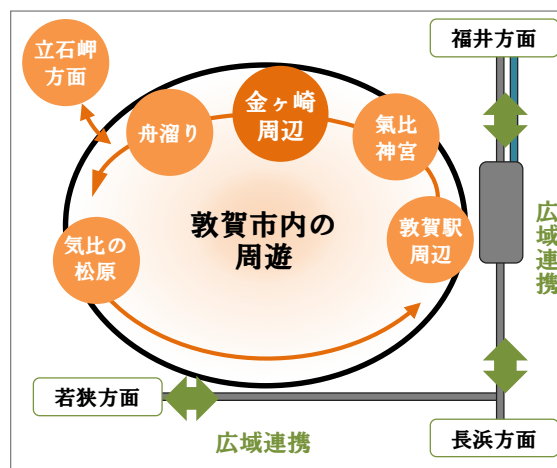 立石岬
方面
福井方面
舟溜り
金ヶ崎
周辺
氣比
神宮
敦賀市内の
周遊
気比の
松原
敦賀駅
周辺
広域連携
若狭方面
広域連携
長浜方面